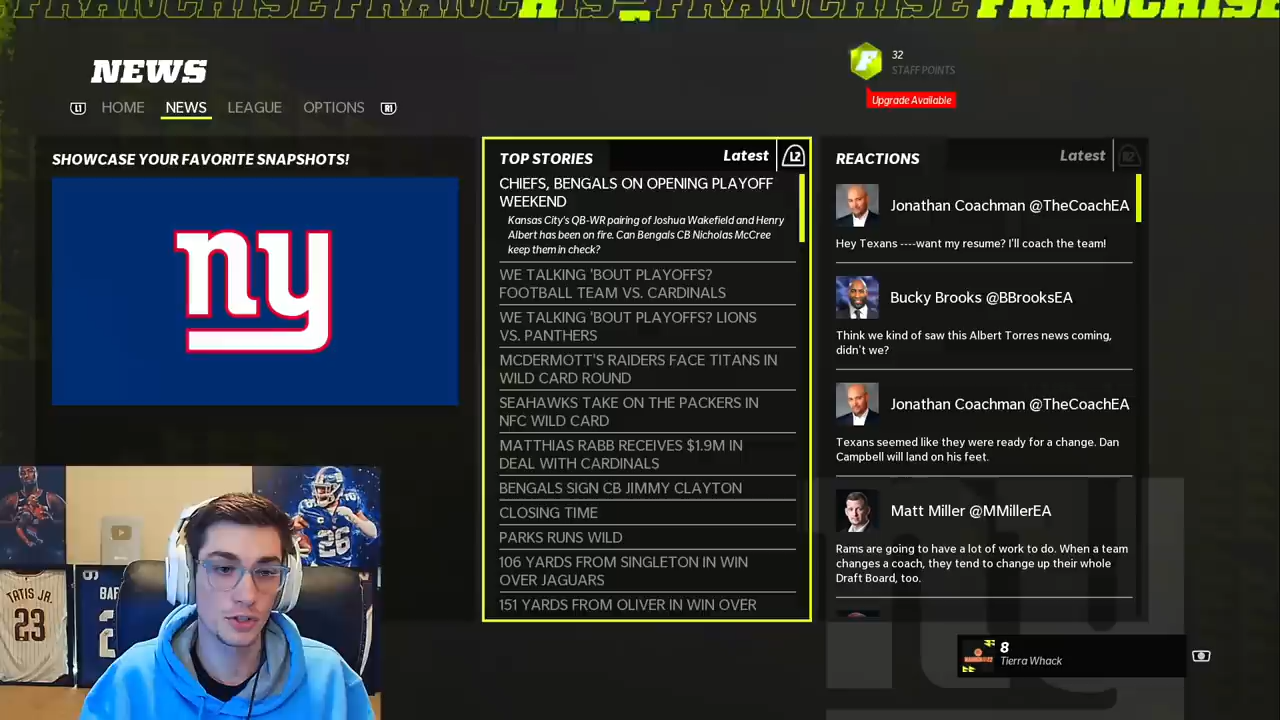 FRANCHISE FRANCHISE FRANCHISE FRANCHISE
NEWS
32
STAFF POINTS
Upgrade Available
L1 HOME NEWS LEAGUE OPTIONS R1
SHOWCASE YOUR FAVORITE SNAPSHOTS!
ny
TOP STORIES
Latest L2
CHIEFS, BENGALS ON OPENING PLAYOFF
WEEKEND
Kansas City's QB-WR pairing of Joshua Wakefield and Henry
Albert has been on fire. Can Bengals CB Nicholas McCree
keep them in check?
WE TALKING 'BOUT PLAYOFFS?
FOOTBALL TEAM VS. CARDINALS
WE TALKING 'BOUT PLAYOFFS? LIONS
VS. PANTHERS
MCDERMOTT'S RAIDERS FACE TITANS IN
WILD CARD ROUND
SEAHAWKS TAKE ON THE PACKERS IN
NFC WILD CARD
MATTHIAS RABB RECEIVES $1.9M IN
DEAL WITH CARDINALS
BENGALS SIGN CB JIMMY CLAYTON
CLOSING TIME
PARKS RUNS WILD
106 YARDS FROM SINGLETON IN WIN
OVER JAGUARS
151 YARDS FROM OLIVER IN WIN OVER
REACTIONS
Latest R2
Jonathan Coachman @TheCoachEA
Hey Texans ----want my resume? I'll coach the team!
Bucky Brooks @BBrooksEA
Think we kind of saw this Albert Torres news coming,
didn't we?
Jonathan Coachman @TheCoachEA
Texans seemed like they were ready for a change. Dan
Campbell will land on his feet.
Matt Miller @MMillerEA
Rams are going to have a lot of work to do. When a team
changes a coach, they tend to change up their whole
Draft Board, too.
8
Tierra Whack
TATIS JR.
23
BAR
26